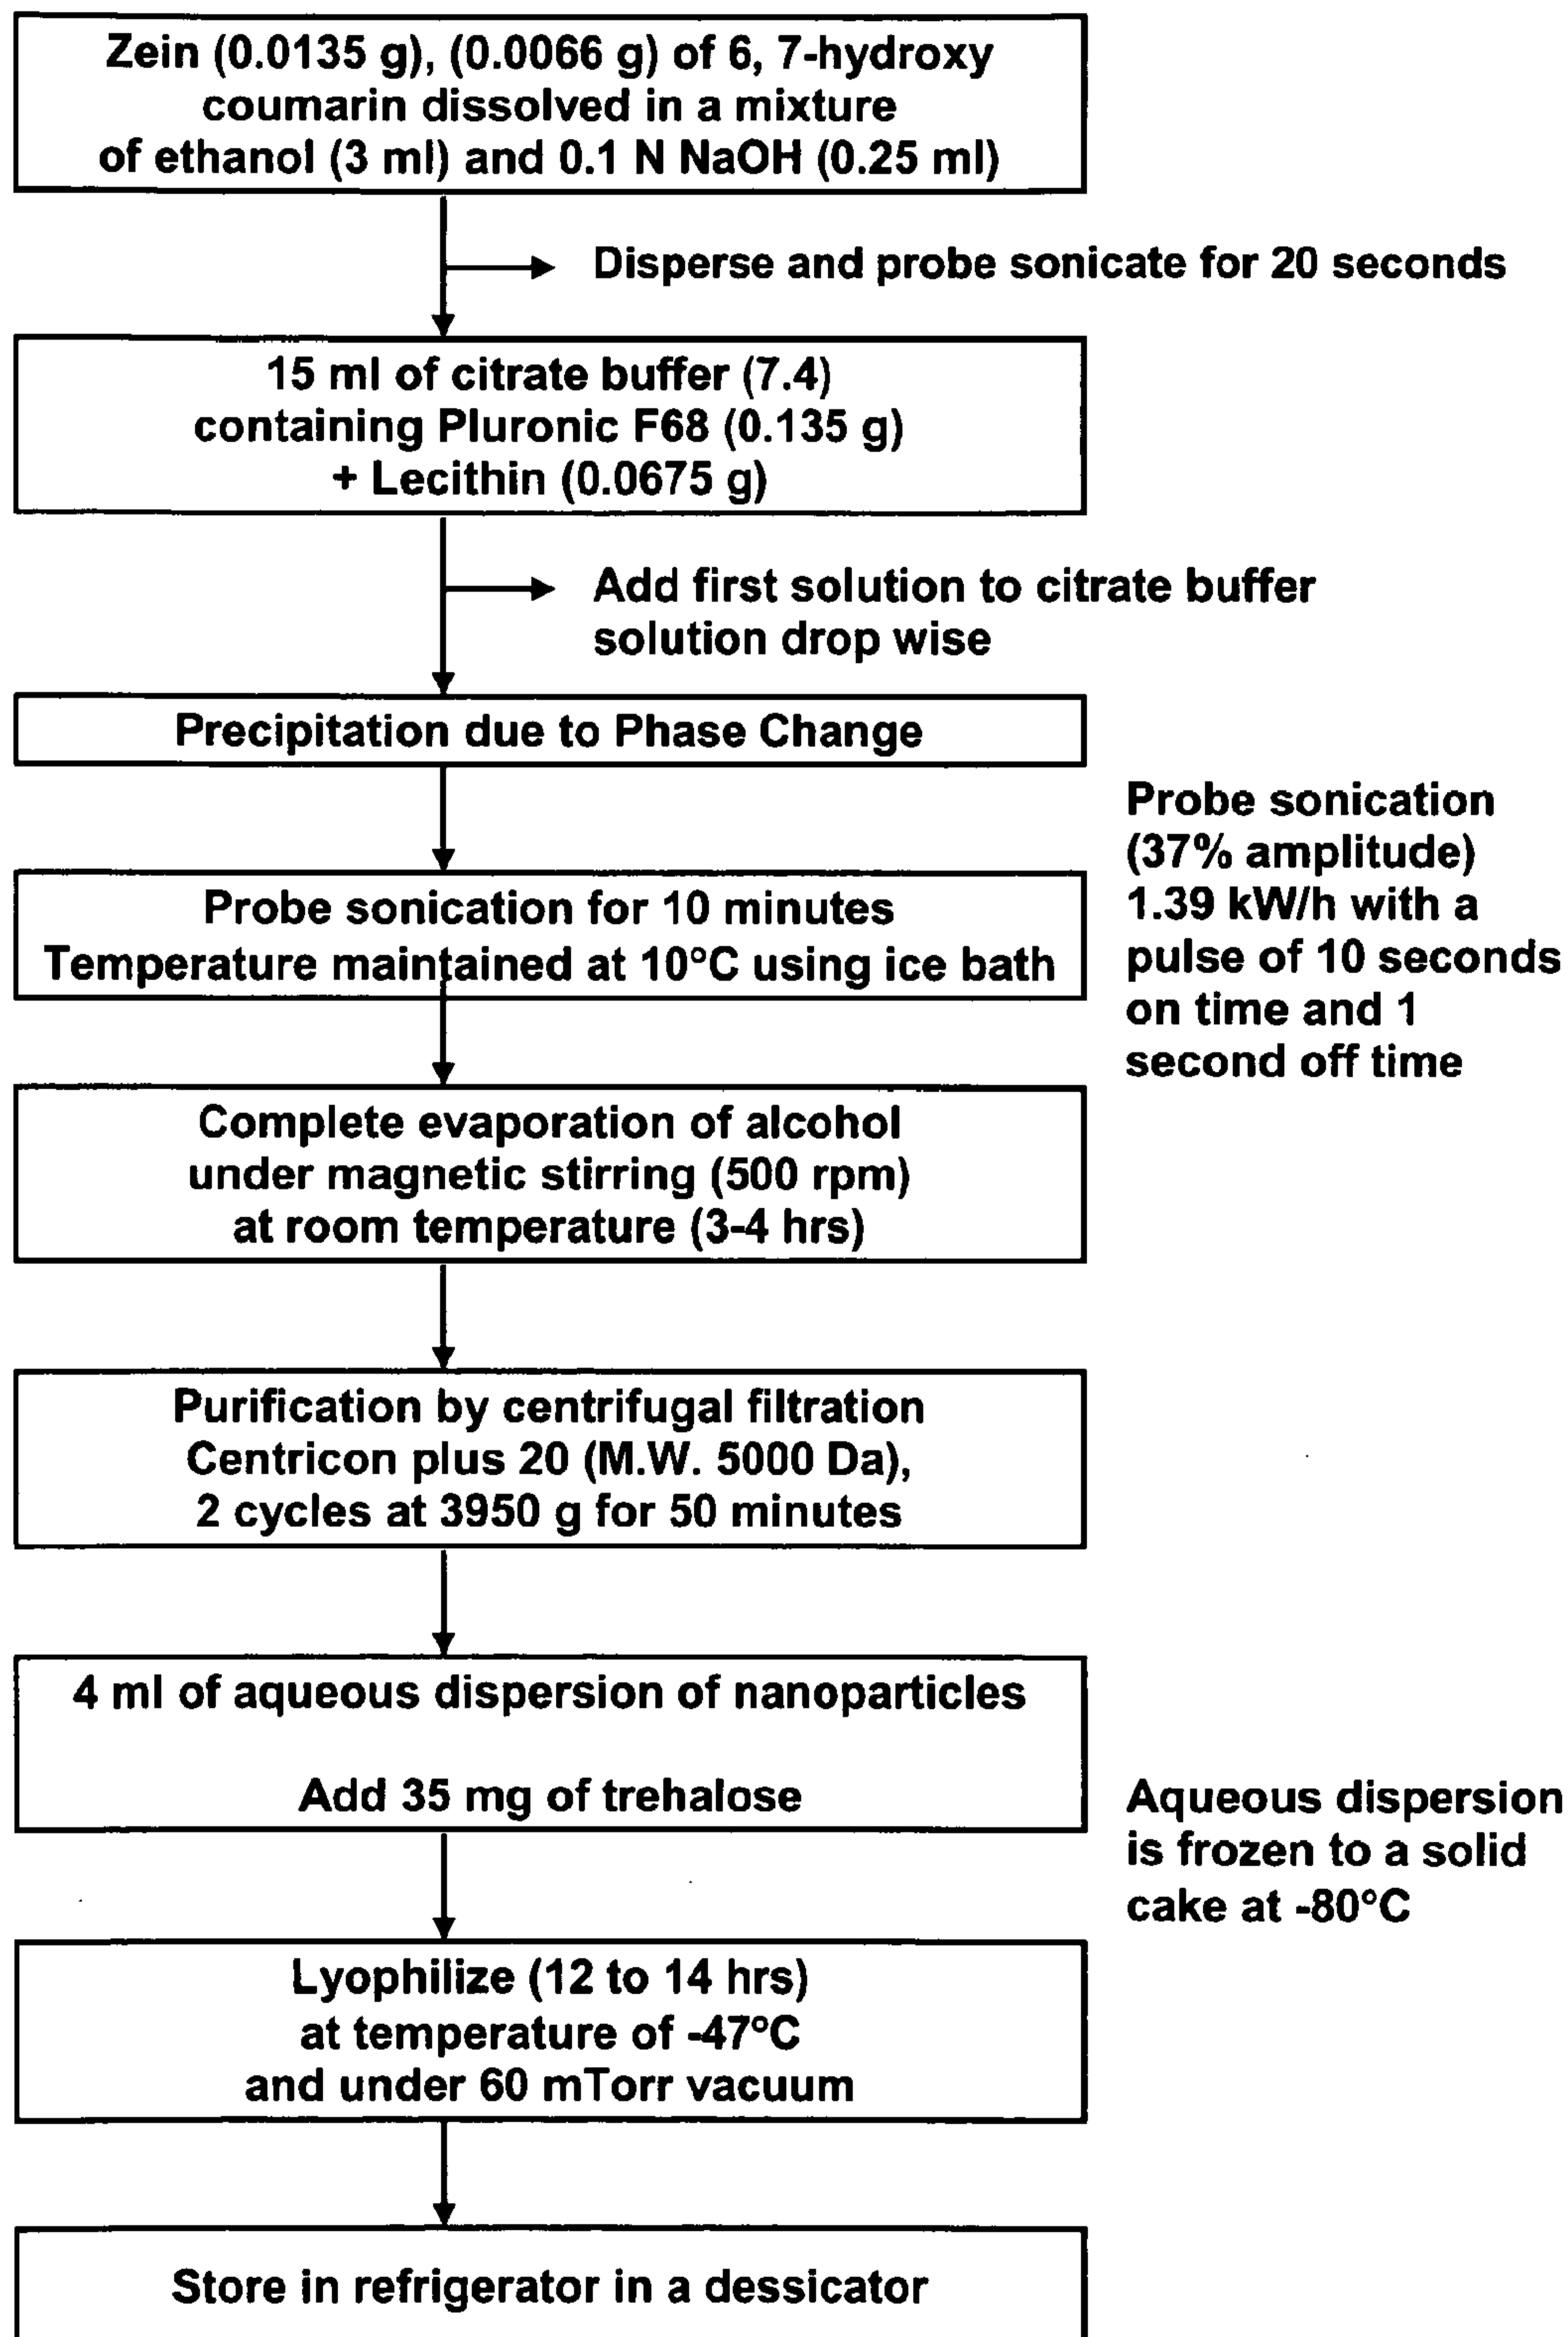 Zein (0.0135 g), (0.0066 g) of 6, 7-hydroxy
coumarin dissolved in a mixture
of ethanol (3 ml) and 0.1 N NaOH (0.25 ml)
Disperse and probe sonicate for 20 seconds
15 ml of citrate buffer (7.4)
containing Pluronic F68 (0.135 g)
+ Lecithin (0.0675 g)
Add first solution to citrate buffer
solution drop wise
Precipitation due to Phase Change
Probe sonication for 10 minutes
Temperature maintained at 10°C using ice bath
Probe sonication
(37% amplitude)
1.39 kW/h with a
pulse of 10 seconds
on time and 1
second off time
Complete evaporation of alcohol
under magnetic stirring (500 rpm)
at room temperature (3-4 hrs)
Purification by centrifugal filtration
Centricon plus 20 (M.W. 5000 Da),
2 cycles at 3950 g for 50 minutes
4 ml of aqueous dispersion of nanoparticles
Add 35 mg of trehalose
Aqueous dispersion
is frozen to a solid
cake at -80°C
Lyophilize (12 to 14 hrs)
at temperature of -47°C
and under 60 mTorr vacuum
Store in refrigerator in a dessicator